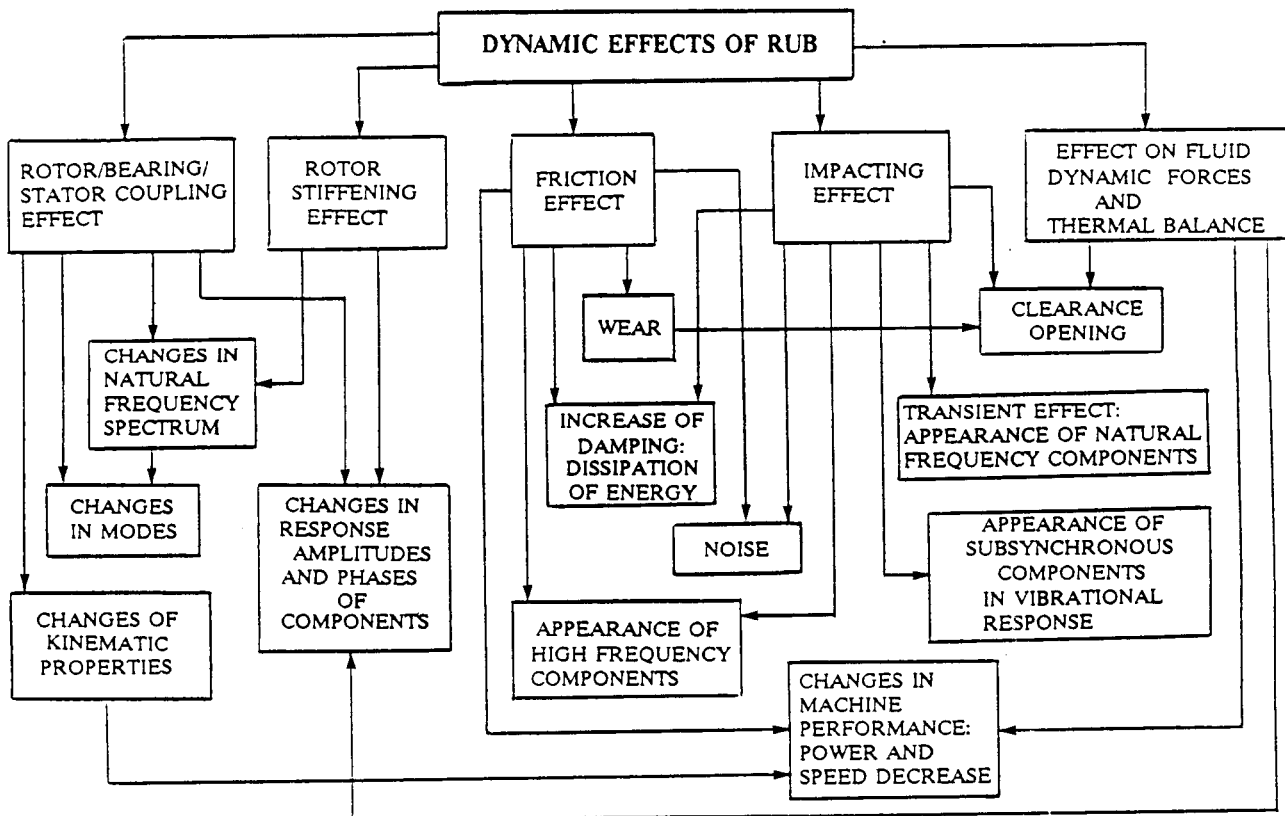 DYNAMIC EFFECTS OF RUB
ROTOR/BEARING/
STATOR COUPLING
EFFECT
ROTOR
STIFFENING
EFFECT
FRICTION
EFFECT
IMPACTING
EFFECT
EFFECT ON FLUID
DYNAMIC FORCES
AND
THERMAL BALANCE
WEAR
CLEARANCE
OPENING
CHANGES IN
NATURAL
FREQUENCY
SPECTRUM
INCREASE OF
DAMPING:
DISSIPATION
OF ENERGY
TRANSIENT EFFECT:
APPEARANCE OF NATURAL
FREQUENCY COMPONENTS
CHANGES
IN MODES
CHANGES IN
RESPONSE
AMPLITUDES
AND PHASES
OF
COMPONENTS
NOISE
APPEARANCE OF
SUBSYNCHRONOUS
COMPONENTS
IN VIBRATIONAL
RESPONSE
CHANGES OF
KINEMATIC
PROPERTIES
APPEARANCE OF
HIGH FREQUENCY
COMPONENTS
CHANGES IN
MACHINE
PERFORMANCE:
POWER AND
SPEED DECREASE